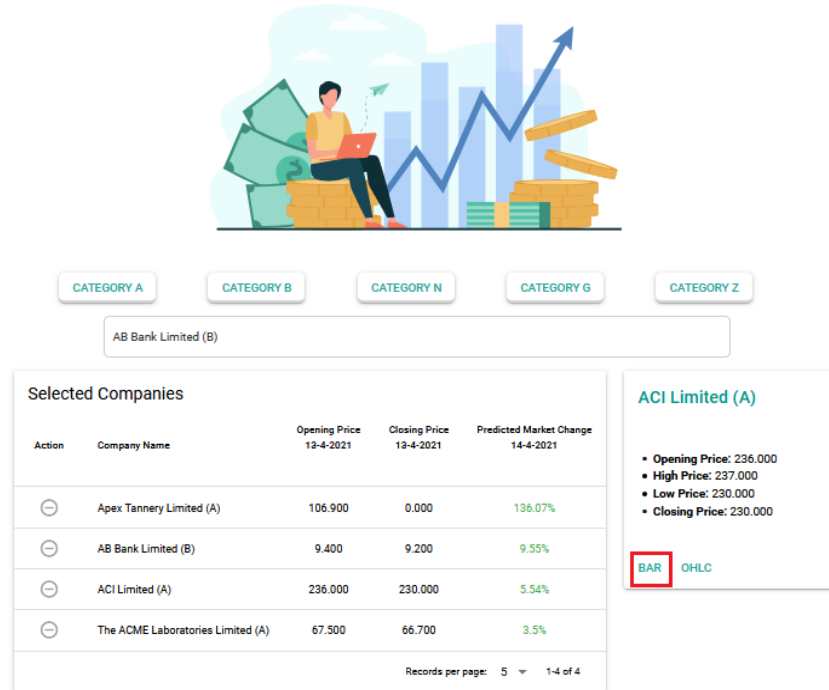 CATEGORY A CATEGORY B CATEGORY N CATEGORY G CATEGORY Z
AB Bank Limited (B)
Selected Companies
Action Company Name Opening Price 13-4-2021 Closing Price 13-4-2021 Predicted Market Change 14-4-2021
Apex Tannery Limited (A) 106.900 0.000 136.07%
AB Bank Limited (B) 9.400 9.200 9.55%
ACI Limited (A) 236.000 230.000 5.54%
The ACME Laboratories Limited (A) 67.500 66.700 3.5%
Records per page: 5 1-4 of 4
ACI Limited (A)
• Opening Price: 236.000
• High Price: 237.000
• Low Price: 230.000
• Closing Price: 230.000
BAR OHLC